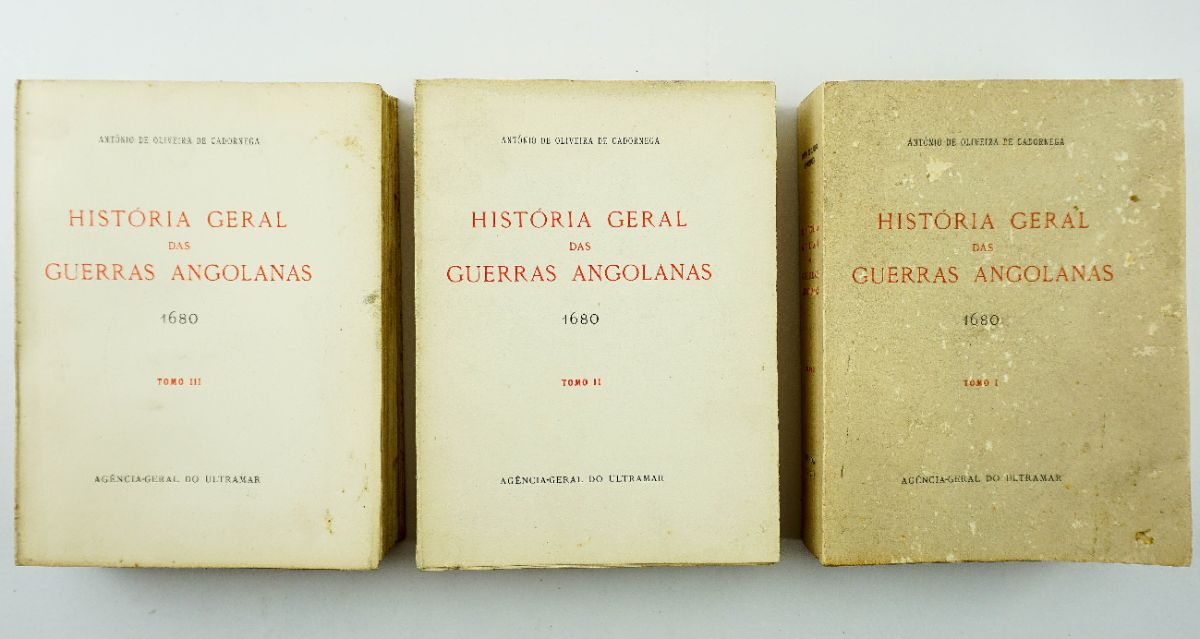 ANTÓNIO DE OLIVEIRA DE CADORNEGA
HISTÓRIA GERAL
DAS
GUERRAS ANGOLANAS
1680
TOMO III
AGÊNCIA-GERAL DO ULTRAMAR
ANTÓNIO DE OLIVEIRA DE CADORNEGA
HISTÓRIA GERAL
DAS
GUERRAS ANGOLANAS
1680
TOMO II
AGÊNCIA-GERAL DO ULTRAMAR
ANTÓNIO DE OLIVEIRA DE CADORNEGA
HISTÓRIA GERAL
DAS
GUERRAS ANGOLANAS
1680
TOMO I
AGÊNCIA-GERAL DO ULTRAMAR